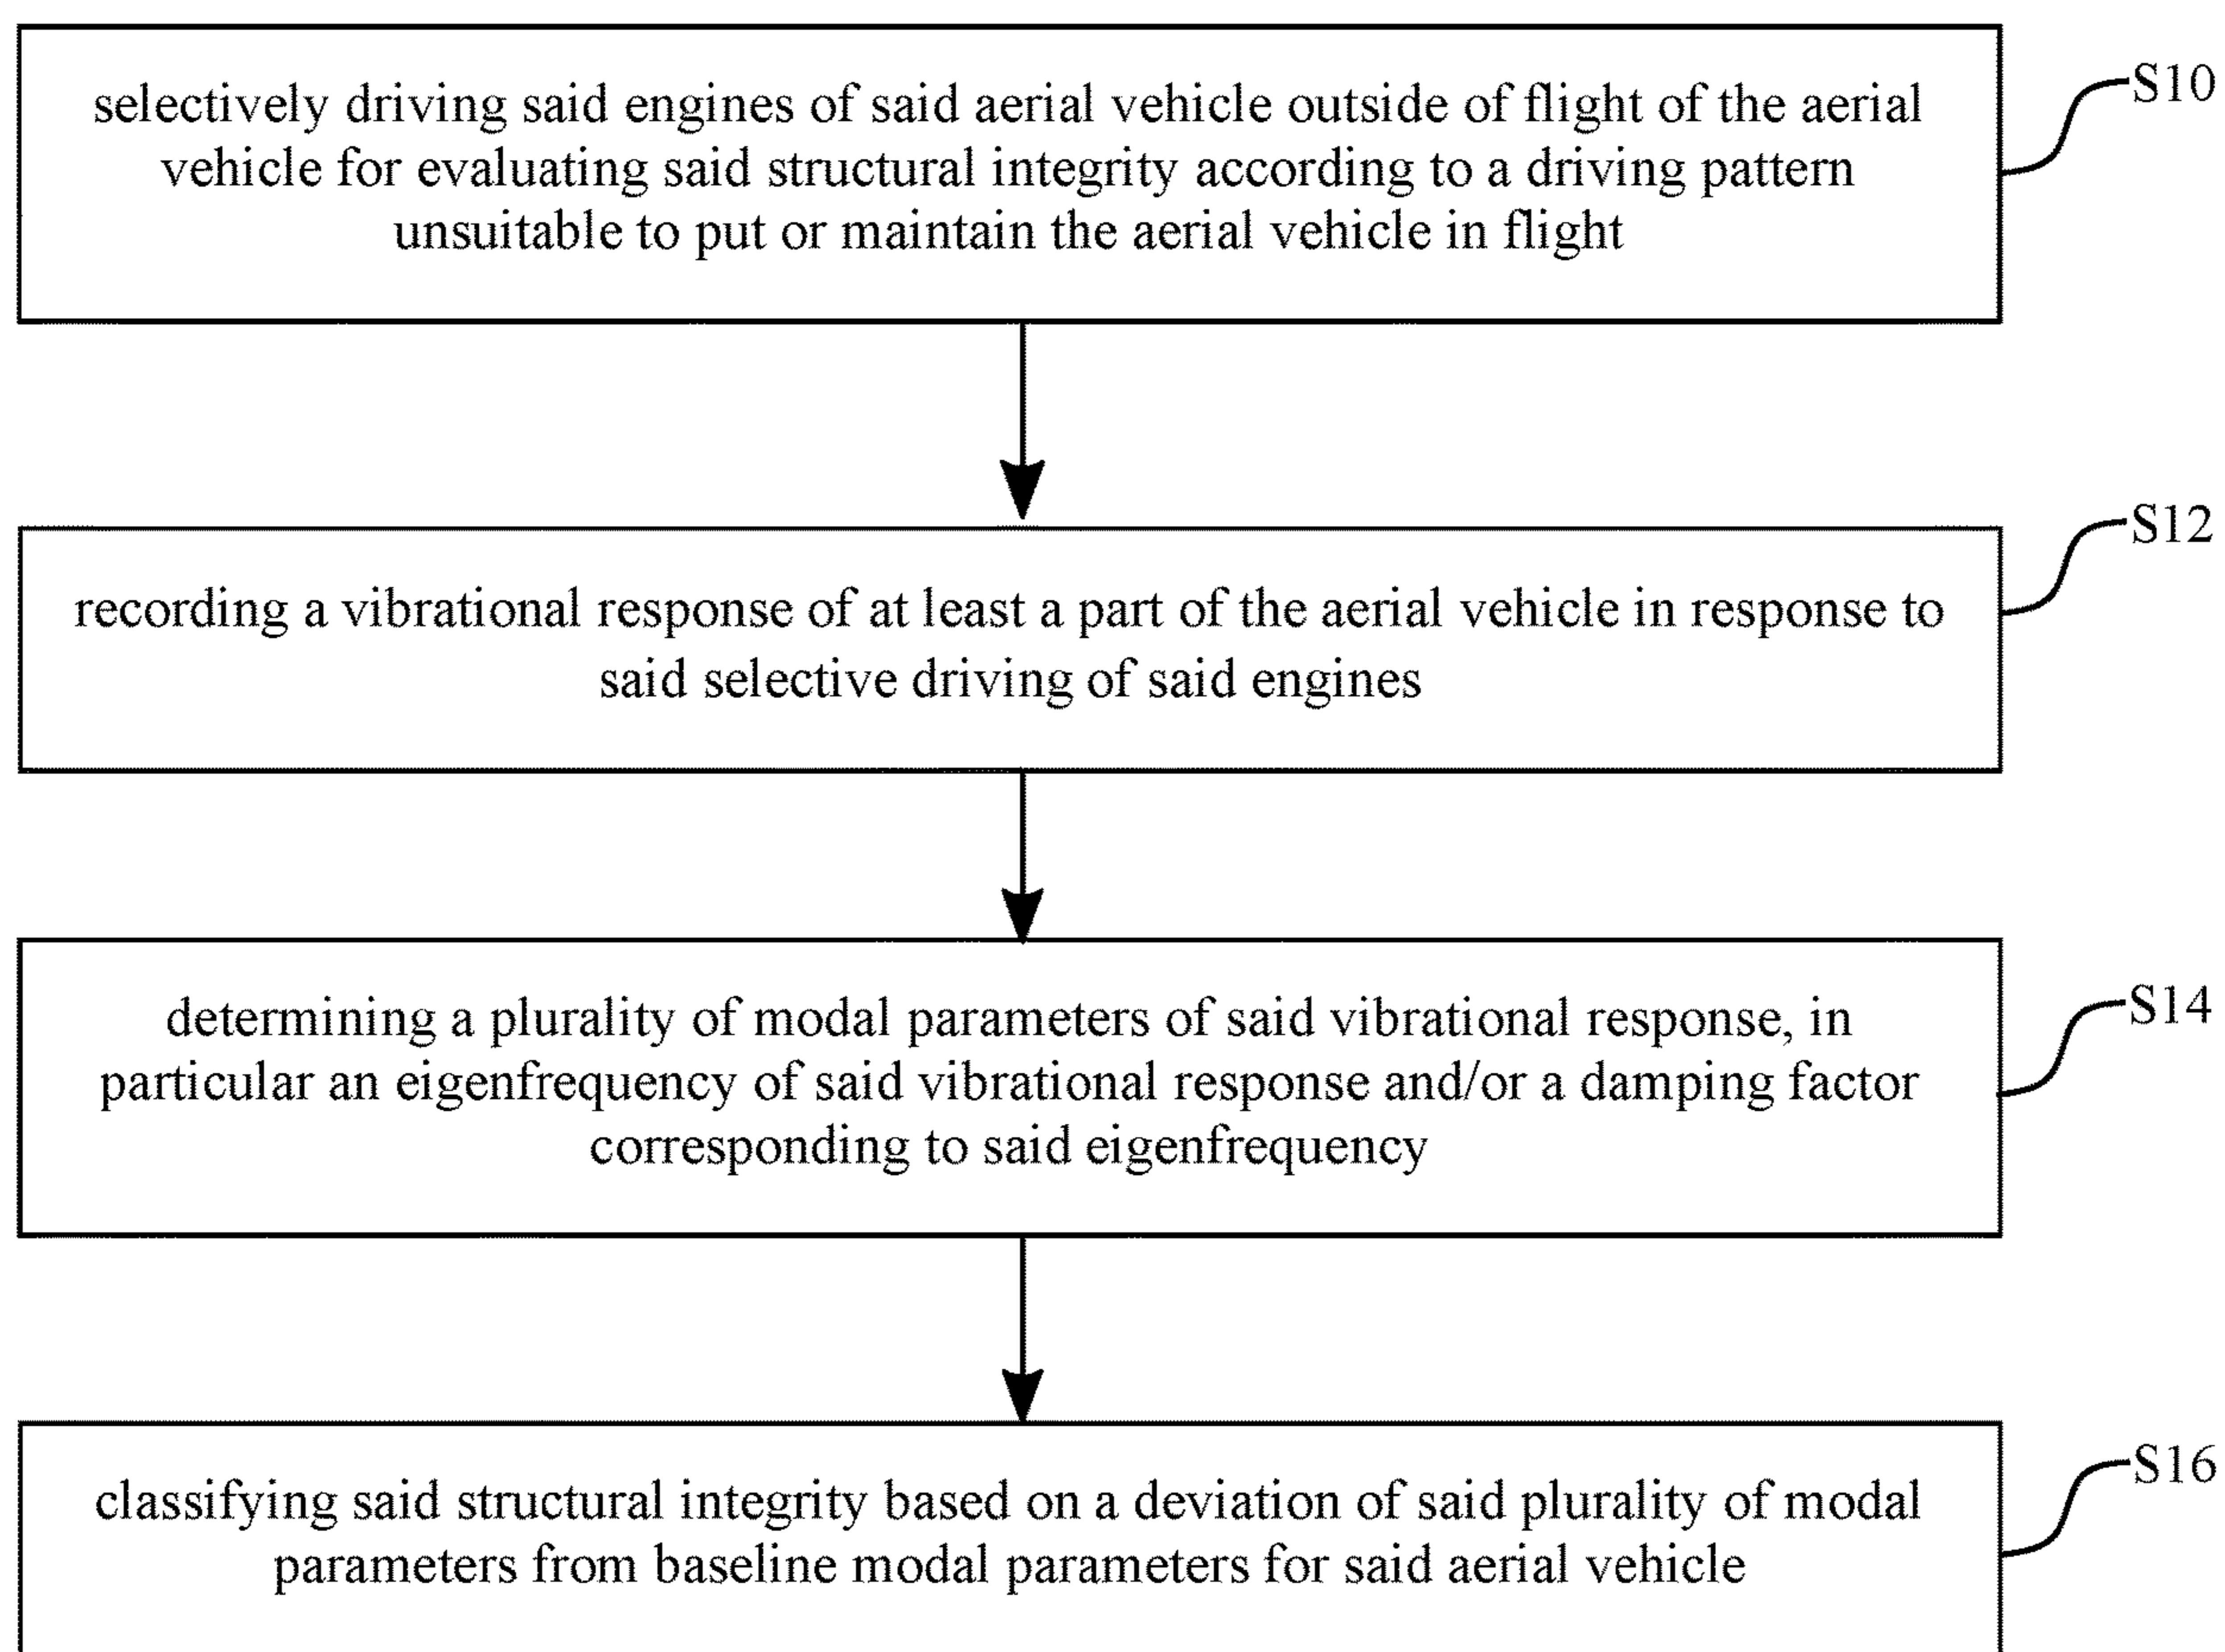 selectively driving said engines of said aerial vehicle outside of flight of the aerial
vehicle for evaluating said structural integrity according to a driving pattern
unsuitable to put or maintain the aerial vehicle in flight
S10
recording a vibrational response of at least a part of the aerial vehicle in response to
said selective driving of said engines
S12
determining a plurality of modal parameters of said vibrational response, in
particular an eigenfrequency of said vibrational response and/or a damping factor
corresponding to said eigenfrequency
S14
classifying said structural integrity based on a deviation of said plurality of modal
parameters from baseline modal parameters for said aerial vehicle
S16